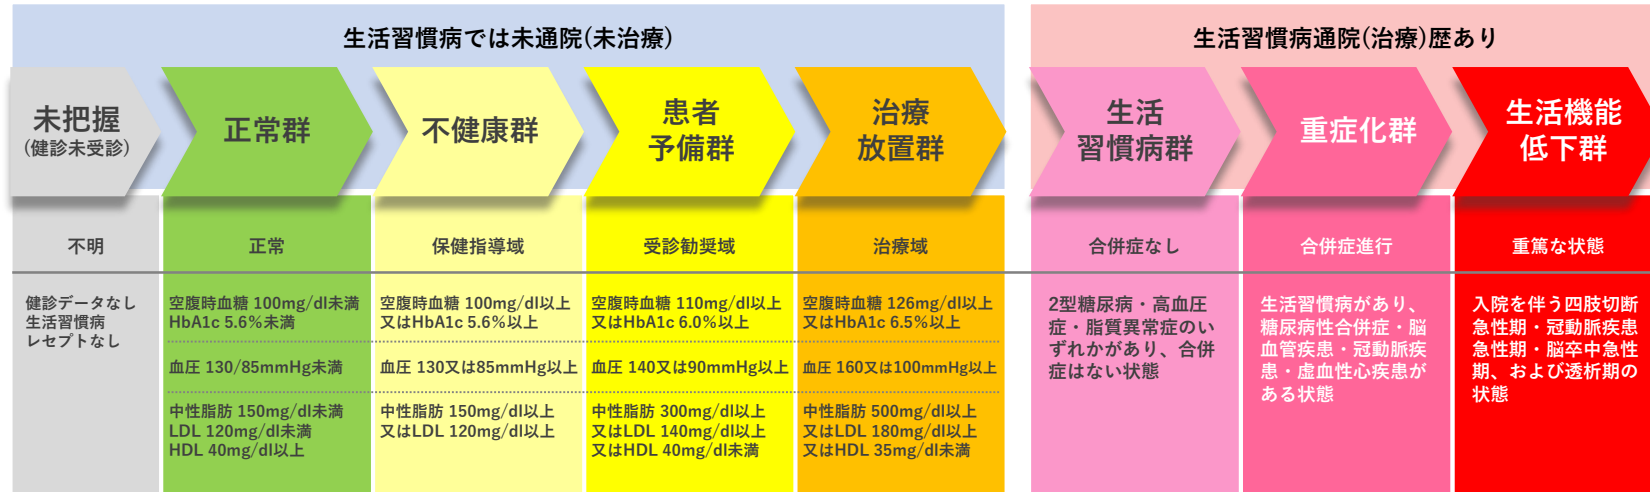 生活習慣病では未通院(未治療)
生活習慣病通院(治療)歴あり
未把握
(健診未受診)
正常群
不健康群
患者
予備群
治療
放置群
生活
習慣病群
重症化群
生活機能
低下群
不明
正常
保健指導域
受診勧奨域
治療域
合併症なし
合併症進行
重篤な状態
健診データなし
生活習慣病
レセプトなし
空腹時血糖 100mg/dl未満
HbA1c 5.6%未満
血圧 130/85mmHg未満
中性脂肪 150mg/dl未満
LDL 120mg/dl未満
HDL 40mg/dl以上
空腹時血糖 100mg/dl以上
又はHbA1c 5.6%以上
血圧 130又は85mmHg以上
中性脂肪 150mg/dl以上
又はLDL 120mg/dl以上
空腹時血糖 110mg/dl以上
又はHbA1c 6.0%以上
血圧 140又は90mmHg以上
中性脂肪 300mg/dl以上
又はLDL 140mg/dl以上
又はHDL 40mg/dl未満
空腹時血糖 126mg/dl以上
又はHbA1c 6.5%以上
血圧 160又は100mmHg以上
中性脂肪 500mg/dl以上
又はLDL 180mg/dl以上
又はHDL 35mg/dl未満
2型糖尿病・高血圧
症・脂質異常症のい
ずれかがあり、合併
症はない状態
生活習慣病があり、
糖尿病性合併症・脳
血管疾患・冠動脈疾
患・虚血性心疾患が
ある状態
入院を伴う四肢切断
急性期・冠動脈疾患
急性期・脳卒中急性
期、および透析期の
状態